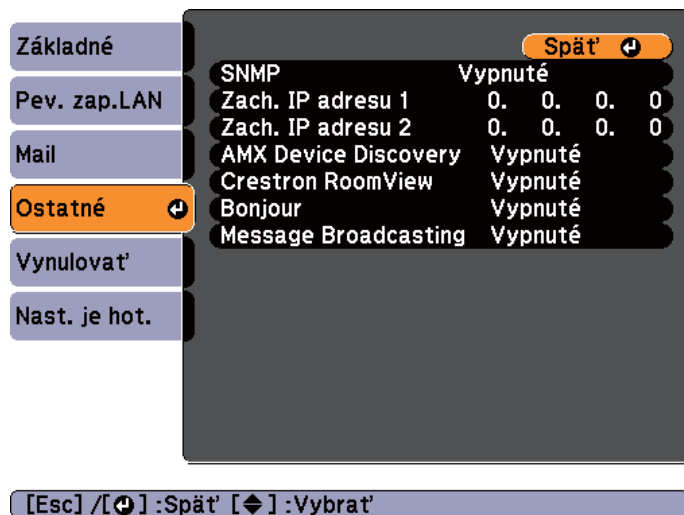 Základné
Pev. zap.LAN
Mail
Ostatné
Vynulovať
Nast. je hot.
Späť
SNMP Vypnuté
Zach. IP adresu 1 0. 0. 0. 0
Zach. IP adresu 2 0. 0. 0. 0
AMX Device Discovery Vypnuté
Crestron RoomView Vypnuté
Bonjour Vypnuté
Message Broadcasting Vypnuté
[Esc] /[⏎] :Späť [◆] :Vybrať